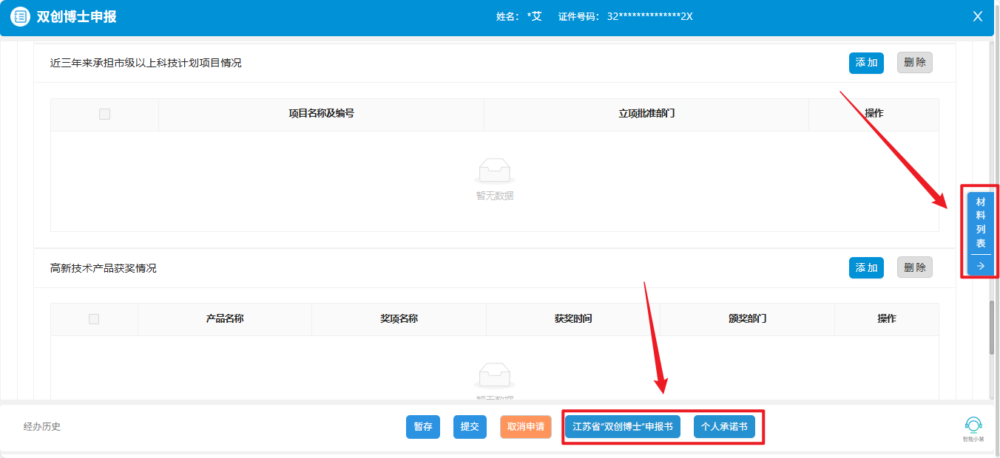 双创博士申报 姓名： *艾 证件号码： 32**************2X X
近三年来承担市级以上科技计划项目情况 添加 删除
项目名称及编号 立项批准部门 操作
暂无数据
材料列表
高新技术产品获奖情况 添加 删除
产品名称 奖项名称 获奖时间 颁奖部门 操作
暂无数据
经办历史 暂存 提交 取消申请 江苏省“双创博士”申报书 个人承诺书
智能小慧